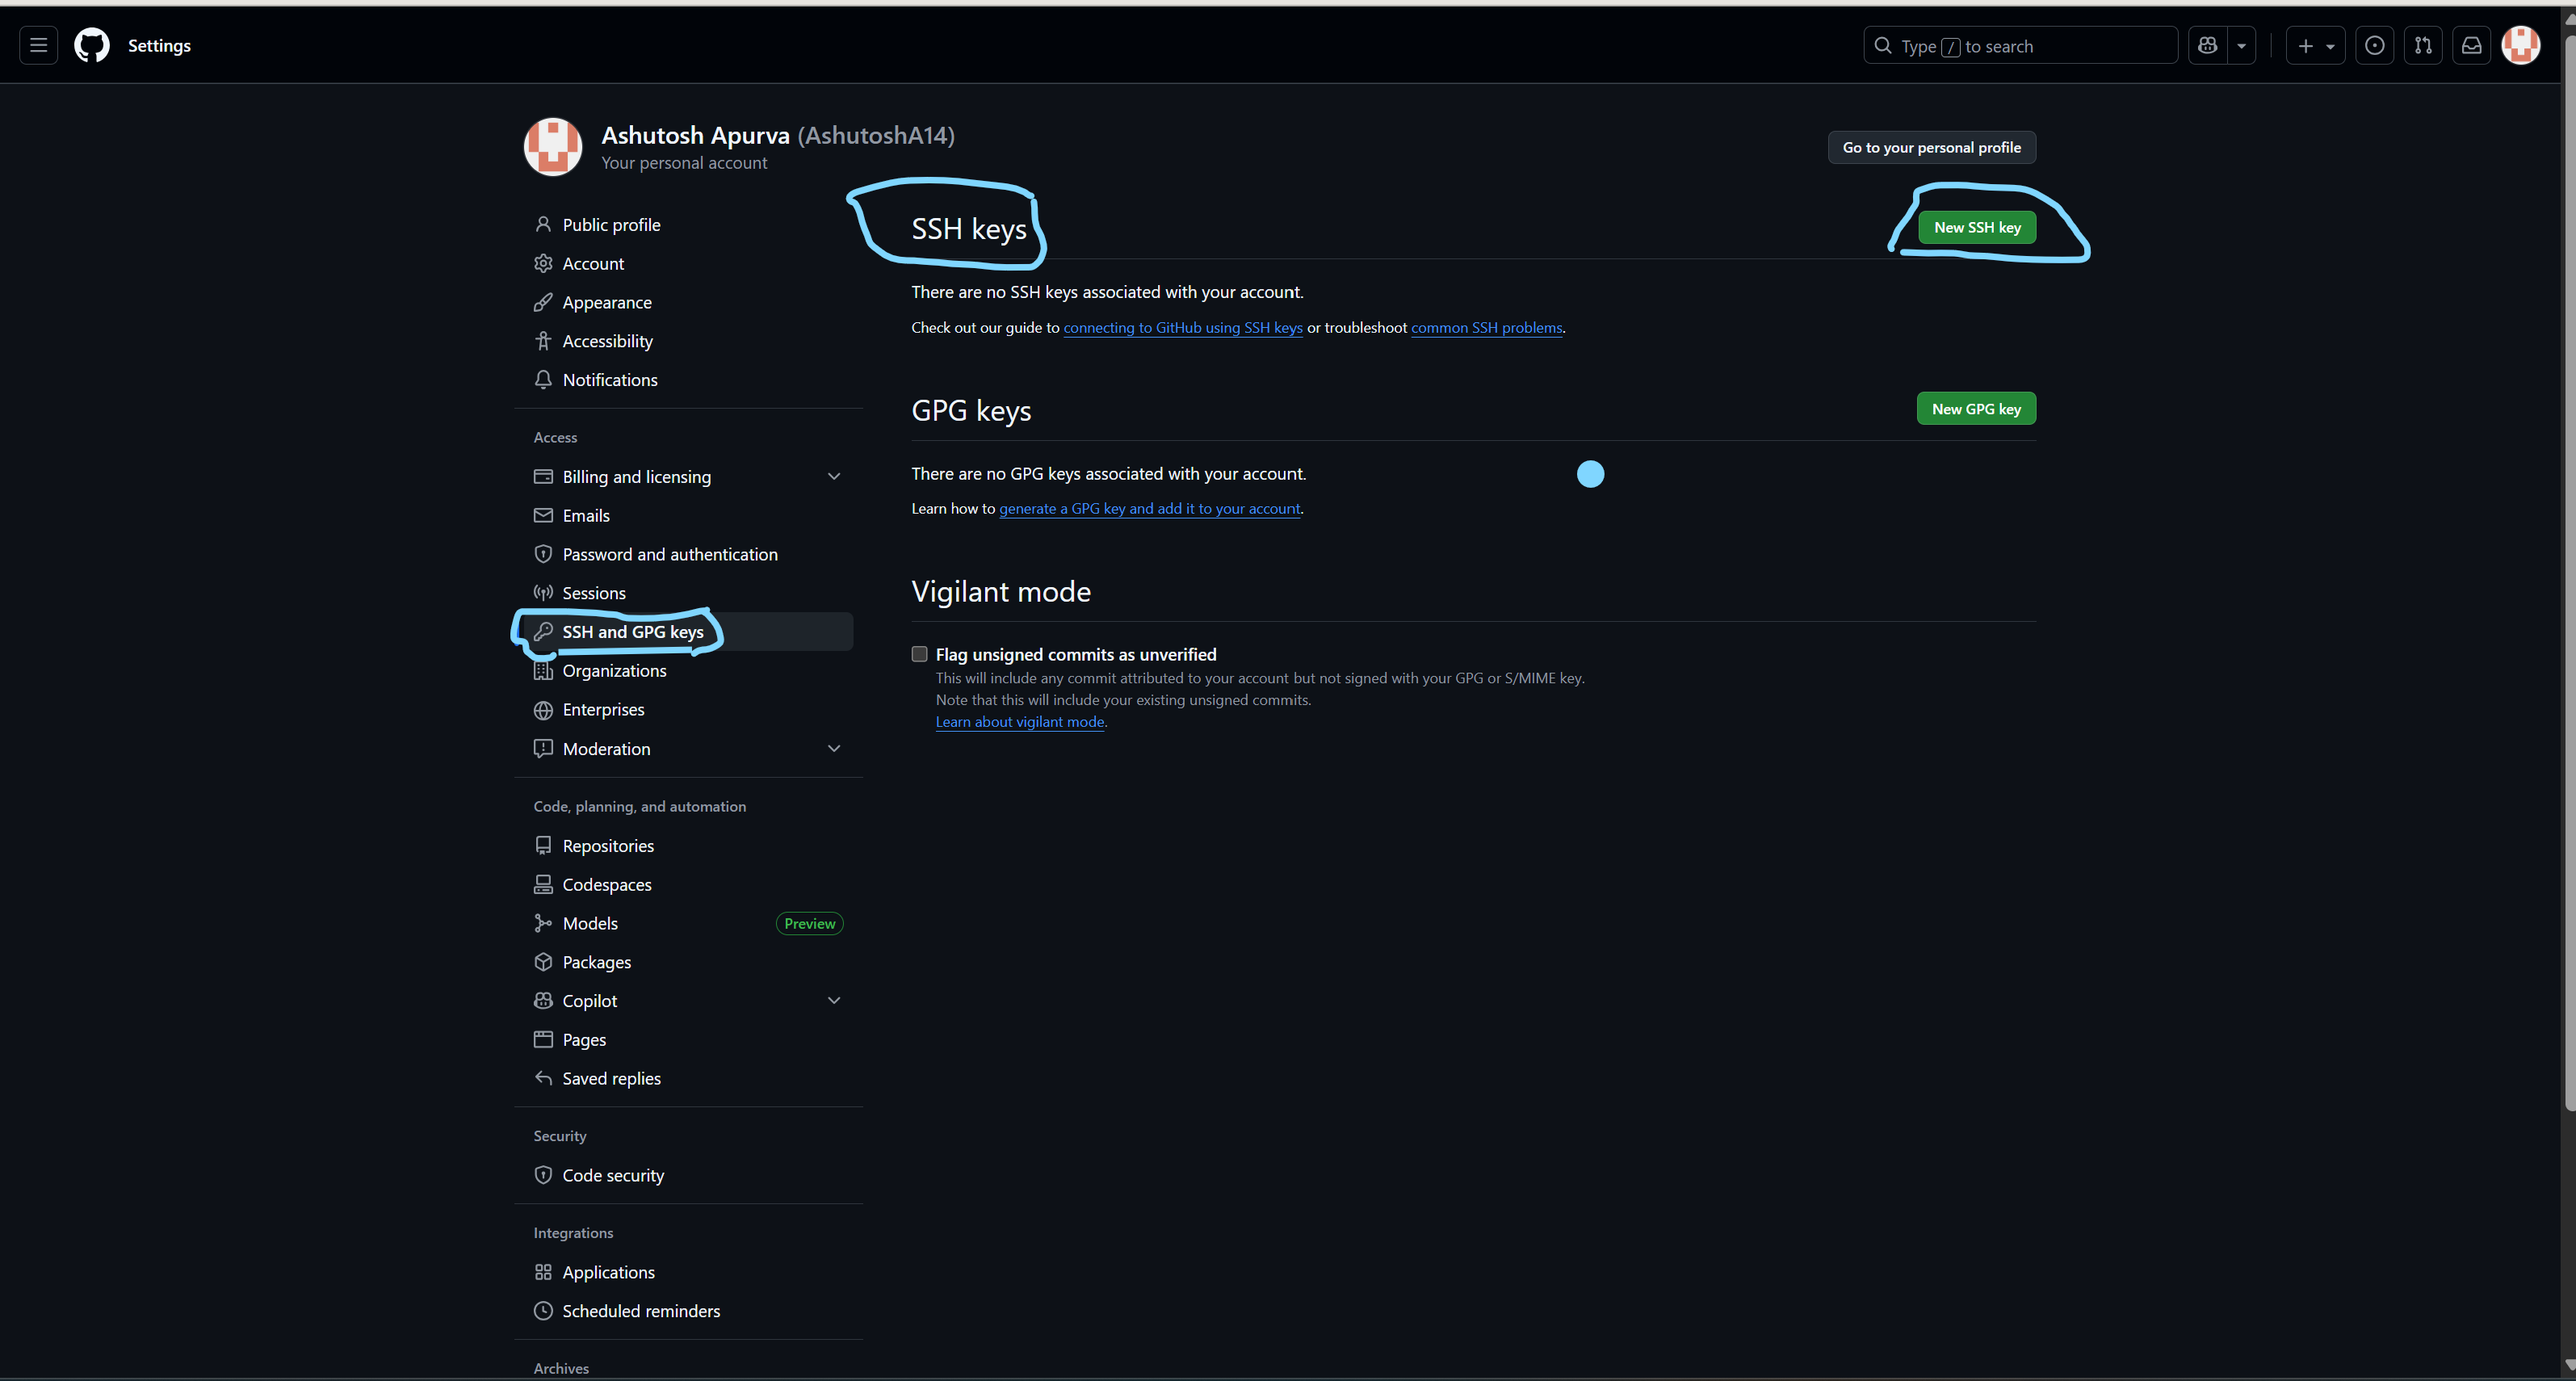 Settings
Type / to search
Ashutosh Apurva (AshutoshA14)
Your personal account
Go to your personal profile
Public profile
Account
Appearance
Accessibility
Notifications
Access
Billing and licensing
Emails
Password and authentication
Sessions
SSH and GPG keys
Organizations
Enterprises
Moderation
Code, planning, and automation
Repositories
Codespaces
Models
Preview
Packages
Copilot
Pages
Saved replies
Security
Code security
Integrations
Applications
Scheduled reminders
Archives
SSH keys
New SSH key
There are no SSH keys associated with your account.
Check out our guide to connecting to GitHub using SSH keys or troubleshoot common SSH problems.
GPG keys
New GPG key
There are no GPG keys associated with your account.
Learn how to generate a GPG key and add it to your account.
Vigilant mode
Flag unsigned commits as unverified
This will include any commit attributed to your account but not signed with your GPG or S/MIME key.
Note that this will include your existing unsigned commits.
Learn about vigilant mode.